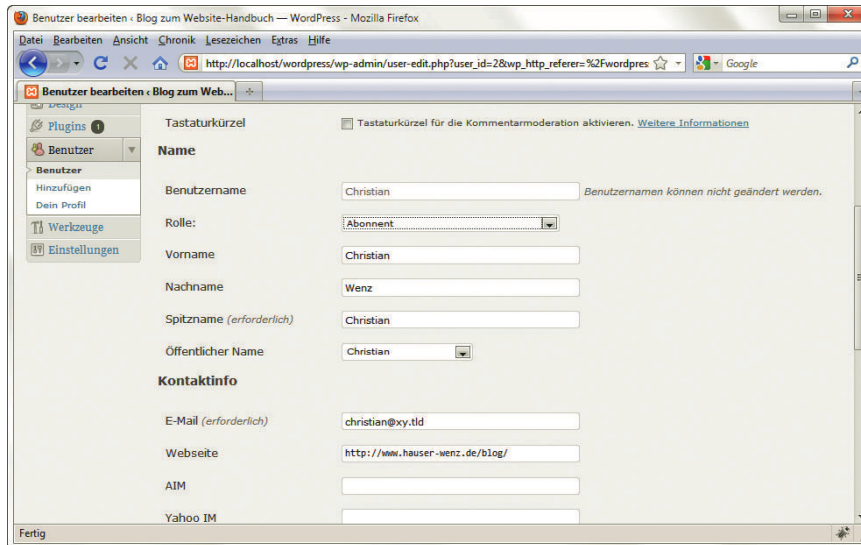 Benutzer bearbeiten ‹ Blog zum Website-Handbuch — WordPress - Mozilla Firefox
Datei Bearbeiten Ansicht Chronik Lesezeichen Extras Hilfe
http://localhost/wordpress/wp-admin/user-edit.php?user_id=2&wp_http_referer=%2Fwordpres Google
Benutzer bearbeiten ‹ Blog zum Web...
Design
Plugins 1
Benutzer
Benutzer
Hinzufügen
Dein Profil
Werkzeuge
Einstellungen
Tastaturkürzel Tastaturkürzel für die Kommentarmoderation aktivieren. Weitere Informationen
Name
Benutzername Christian Benutzernamen können nicht geändert werden.
Rolle: Abonnent
Vorname Christian
Nachname Wenz
Spitzname (erforderlich) Christian
Öffentlicher Name Christian
Kontaktinfo
E-Mail (erforderlich) christian@xy.tld
Webseite http://www.hauser-wenz.de/blog/
AIM
Yahoo IM
Fertig